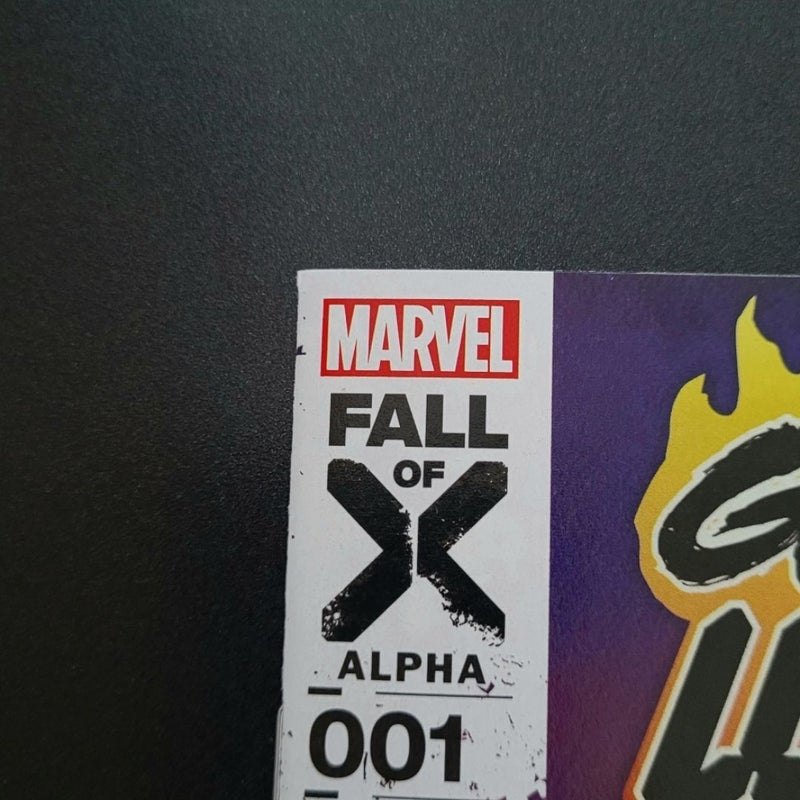 MARVEL
FALL
OF
X
ALPHA
001